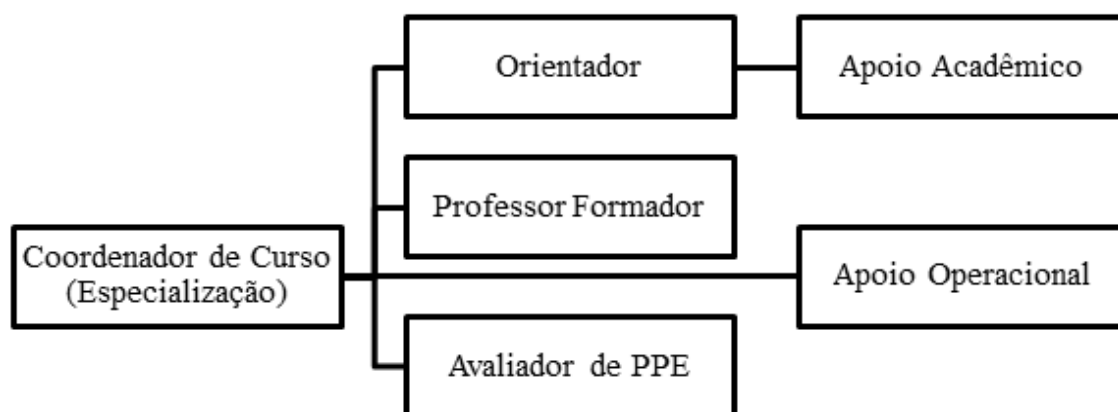 Orientador
Apoio Acadêmico
Professor Formador
Coordenador de Curso
(Especialização)
Apoio Operacional
Avaliador de PPE